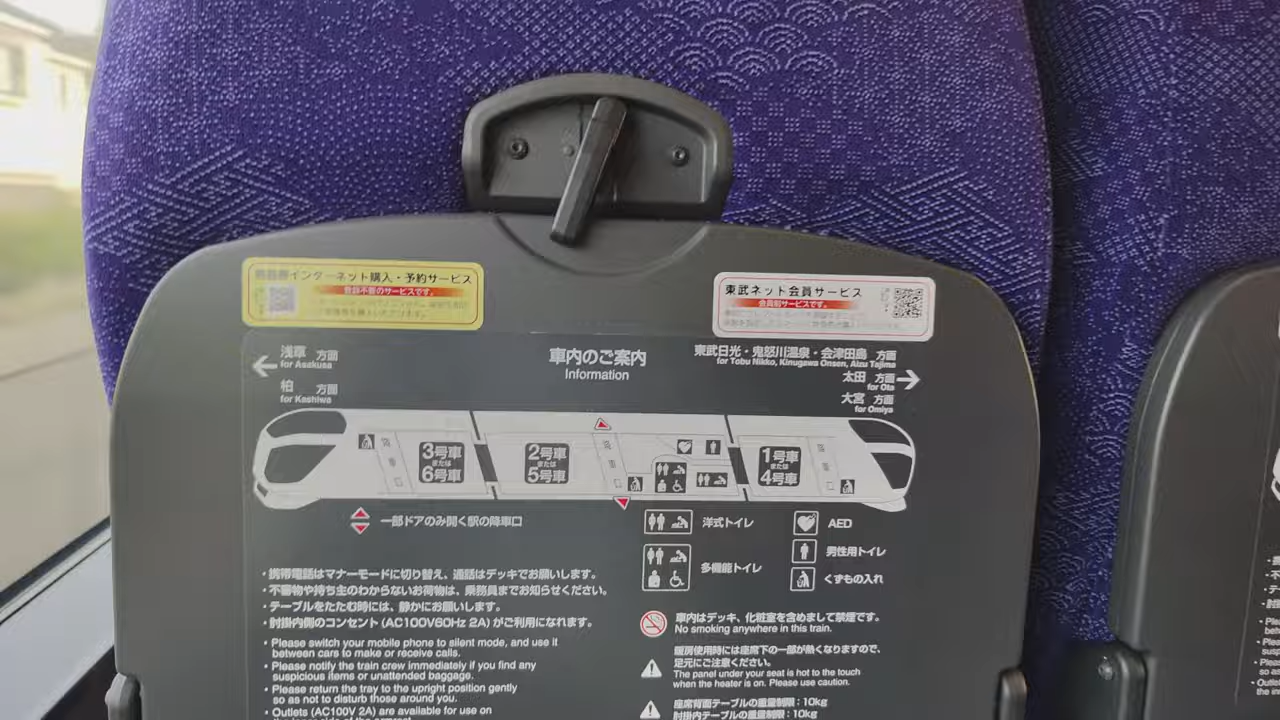 インターネット購入・予約サービス
登録不要のサービスです。
東武ネット会員サービス
会員制サービスです。
浅草 方面
for Asakusa
柏 方面
for Kashiwa
車内のご案内
Information
東武日光・鬼怒川温泉・会津田島 方面
for Tobu Nikko, Kinugawa Onsen, Aizu Tajima
太田 方面
for Ota
大宮 方面
for Omiya
3号車
または
6号車
2号車
または
5号車
1号車
または
4号車
一部ドアのみ開く駅の降車口
洋式トイレ
AED
多機能トイレ
男性用トイレ
くずもの入れ
・携帯電話はマナーモードに切り替え、通話はデッキでお願いします。
・不審物や持ち主のわからないお荷物は、乗務員までお知らせください。
・テーブルをたたむ時には、静かにお願いします。
・肘掛内側のコンセント(AC100V60Hz 2A)がご利用になれます。
• Please switch your mobile phone to silent mode, and use it
between cars to make or receive calls.
• Please notify the train crew immediately if you find any
suspicious items or unattended baggage.
• Please return the tray to the upright position gently
so as not to disturb those around you.
• Outlets (AC100V 2A) are available for use on
車内はデッキ、化粧室を含めまして禁煙です。
No smoking anywhere in this train.
暖房使用時には座席下の一部が熱くなりますので、
足元にご注意ください。
The panel under your seat is hot to the touch
when the heater is on. Please use caution.
座席背面テーブルの重量制限:10kg
肘掛内テーブルの重量制限:10kg